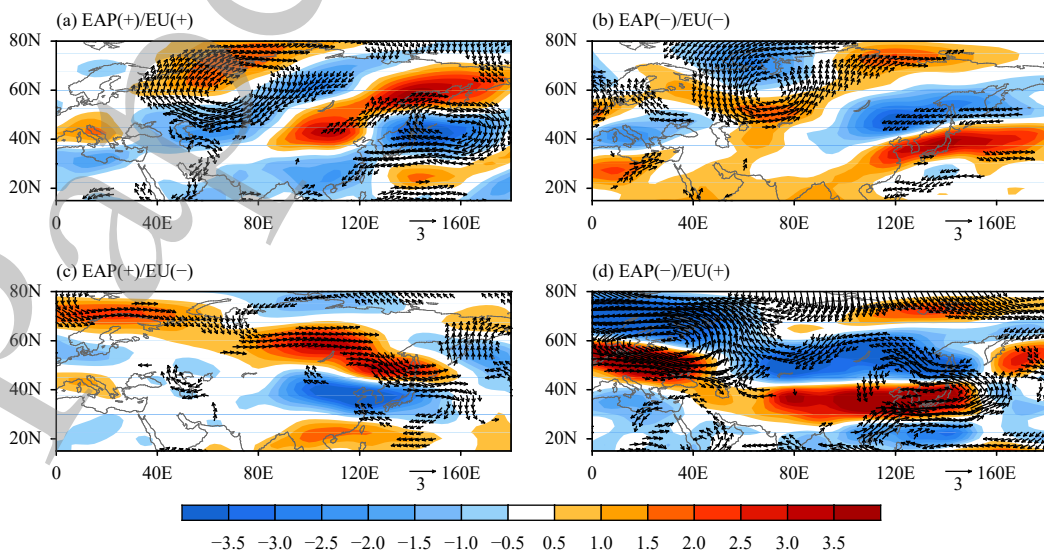 (a) EAP(+)/EU(+)
80N
60N
40N
20N
0 40E 80E 120E 160E
3
(b) EAP(−)/EU(−)
80N
60N
40N
20N
0 40E 80E 120E 160E
3
(c) EAP(+)/EU(−)
80N
60N
40N
20N
0 40E 80E 120E 160E
3
(d) EAP(−)/EU(+)
80N
60N
40N
20N
0 40E 80E 120E 160E
3
−3.5 −3.0 −2.5 −2.0 −1.5 −1.0 −0.5 0.5 1.0 1.5 2.0 2.5 3.0 3.5